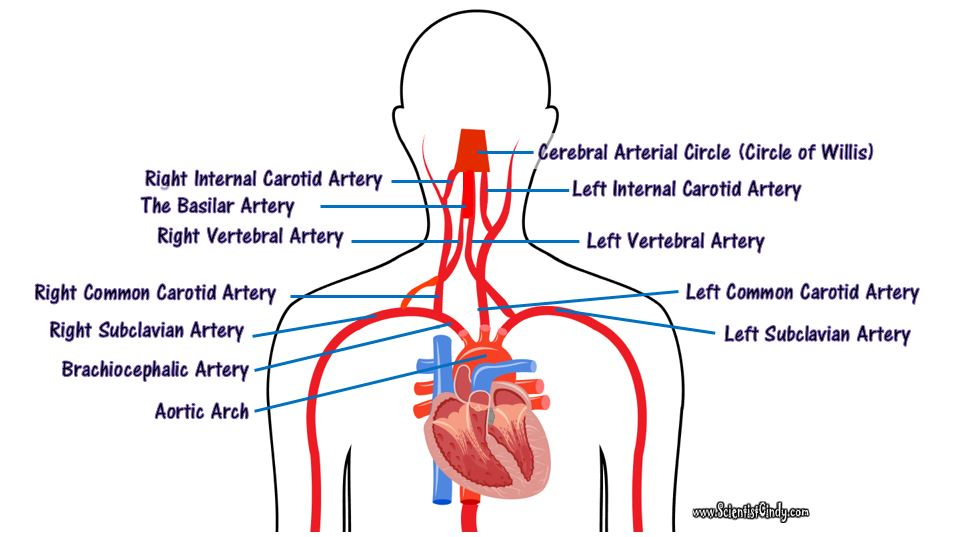 Cerebral Arterial Circle (Circle of Willis)
Right Internal Carotid Artery
Left Internal Carotid Artery
The Basilar Artery
Right Vertebral Artery
Left Vertebral Artery
Right Common Carotid Artery
Left Common Carotid Artery
Right Subclavian Artery
Left Subclavian Artery
Brachiocephalic Artery
Aortic Arch
www.ScientistCindy.com